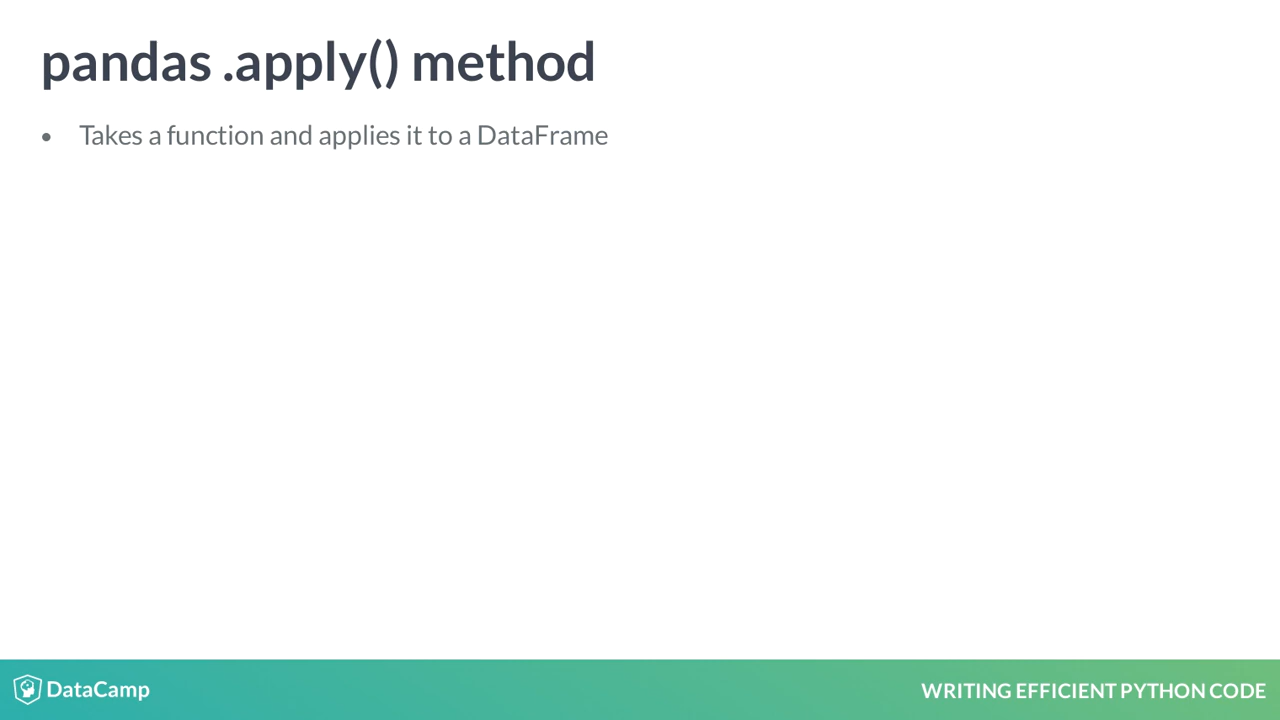 pandas .apply() method
• Takes a function and applies it to a DataFrame
DataCamp
WRITING EFFICIENT PYTHON CODE